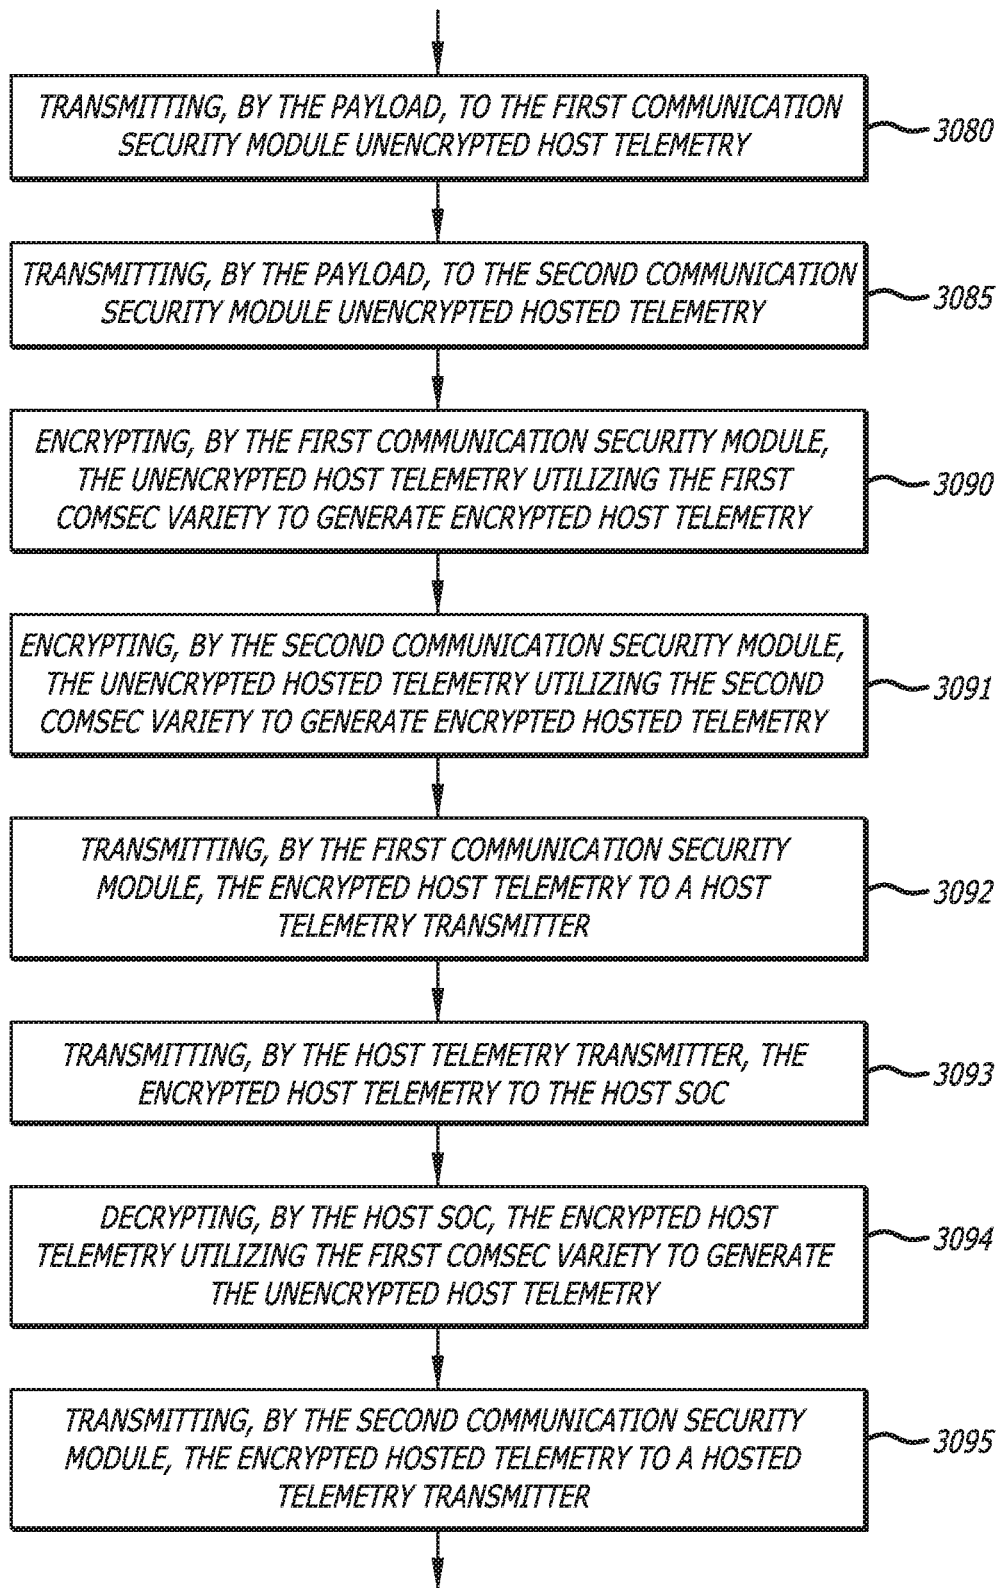 TRANSMITTING, BY THE PAYLOAD, TO THE FIRST COMMUNICATION
SECURITY MODULE UNENCRYPTED HOST TELEMETRY
3080
TRANSMITTING, BY THE PAYLOAD, TO THE SECOND COMMUNICATION
SECURITY MODULE UNENCRYPTED HOSTED TELEMETRY
3085
ENCRYPTING, BY THE FIRST COMMUNICATION SECURITY MODULE,
THE UNENCRYPTED HOST TELEMETRY UTILIZING THE FIRST
COMSEC VARIETY TO GENERATE ENCRYPTED HOST TELEMETRY
3090
ENCRYPTING, BY THE SECOND COMMUNICATION SECURITY MODULE,
THE UNENCRYPTED HOSTED TELEMETRY UTILIZING THE SECOND
COMSEC VARIETY TO GENERATE ENCRYPTED HOSTED TELEMETRY
3091
TRANSMITTING, BY THE FIRST COMMUNICATION SECURITY
MODULE, THE ENCRYPTED HOST TELEMETRY TO A HOST
TELEMETRY TRANSMITTER
3092
TRANSMITTING, BY THE HOST TELEMETRY TRANSMITTER, THE
ENCRYPTED HOST TELEMETRY TO THE HOST SOC
3093
DECRYPTING, BY THE HOST SOC, THE ENCRYPTED HOST
TELEMETRY UTILIZING THE FIRST COMSEC VARIETY TO GENERATE
THE UNENCRYPTED HOST TELEMETRY
3094
TRANSMITTING, BY THE SECOND COMMUNICATION SECURITY
MODULE, THE ENCRYPTED HOSTED TELEMETRY TO A HOSTED
TELEMETRY TRANSMITTER
3095